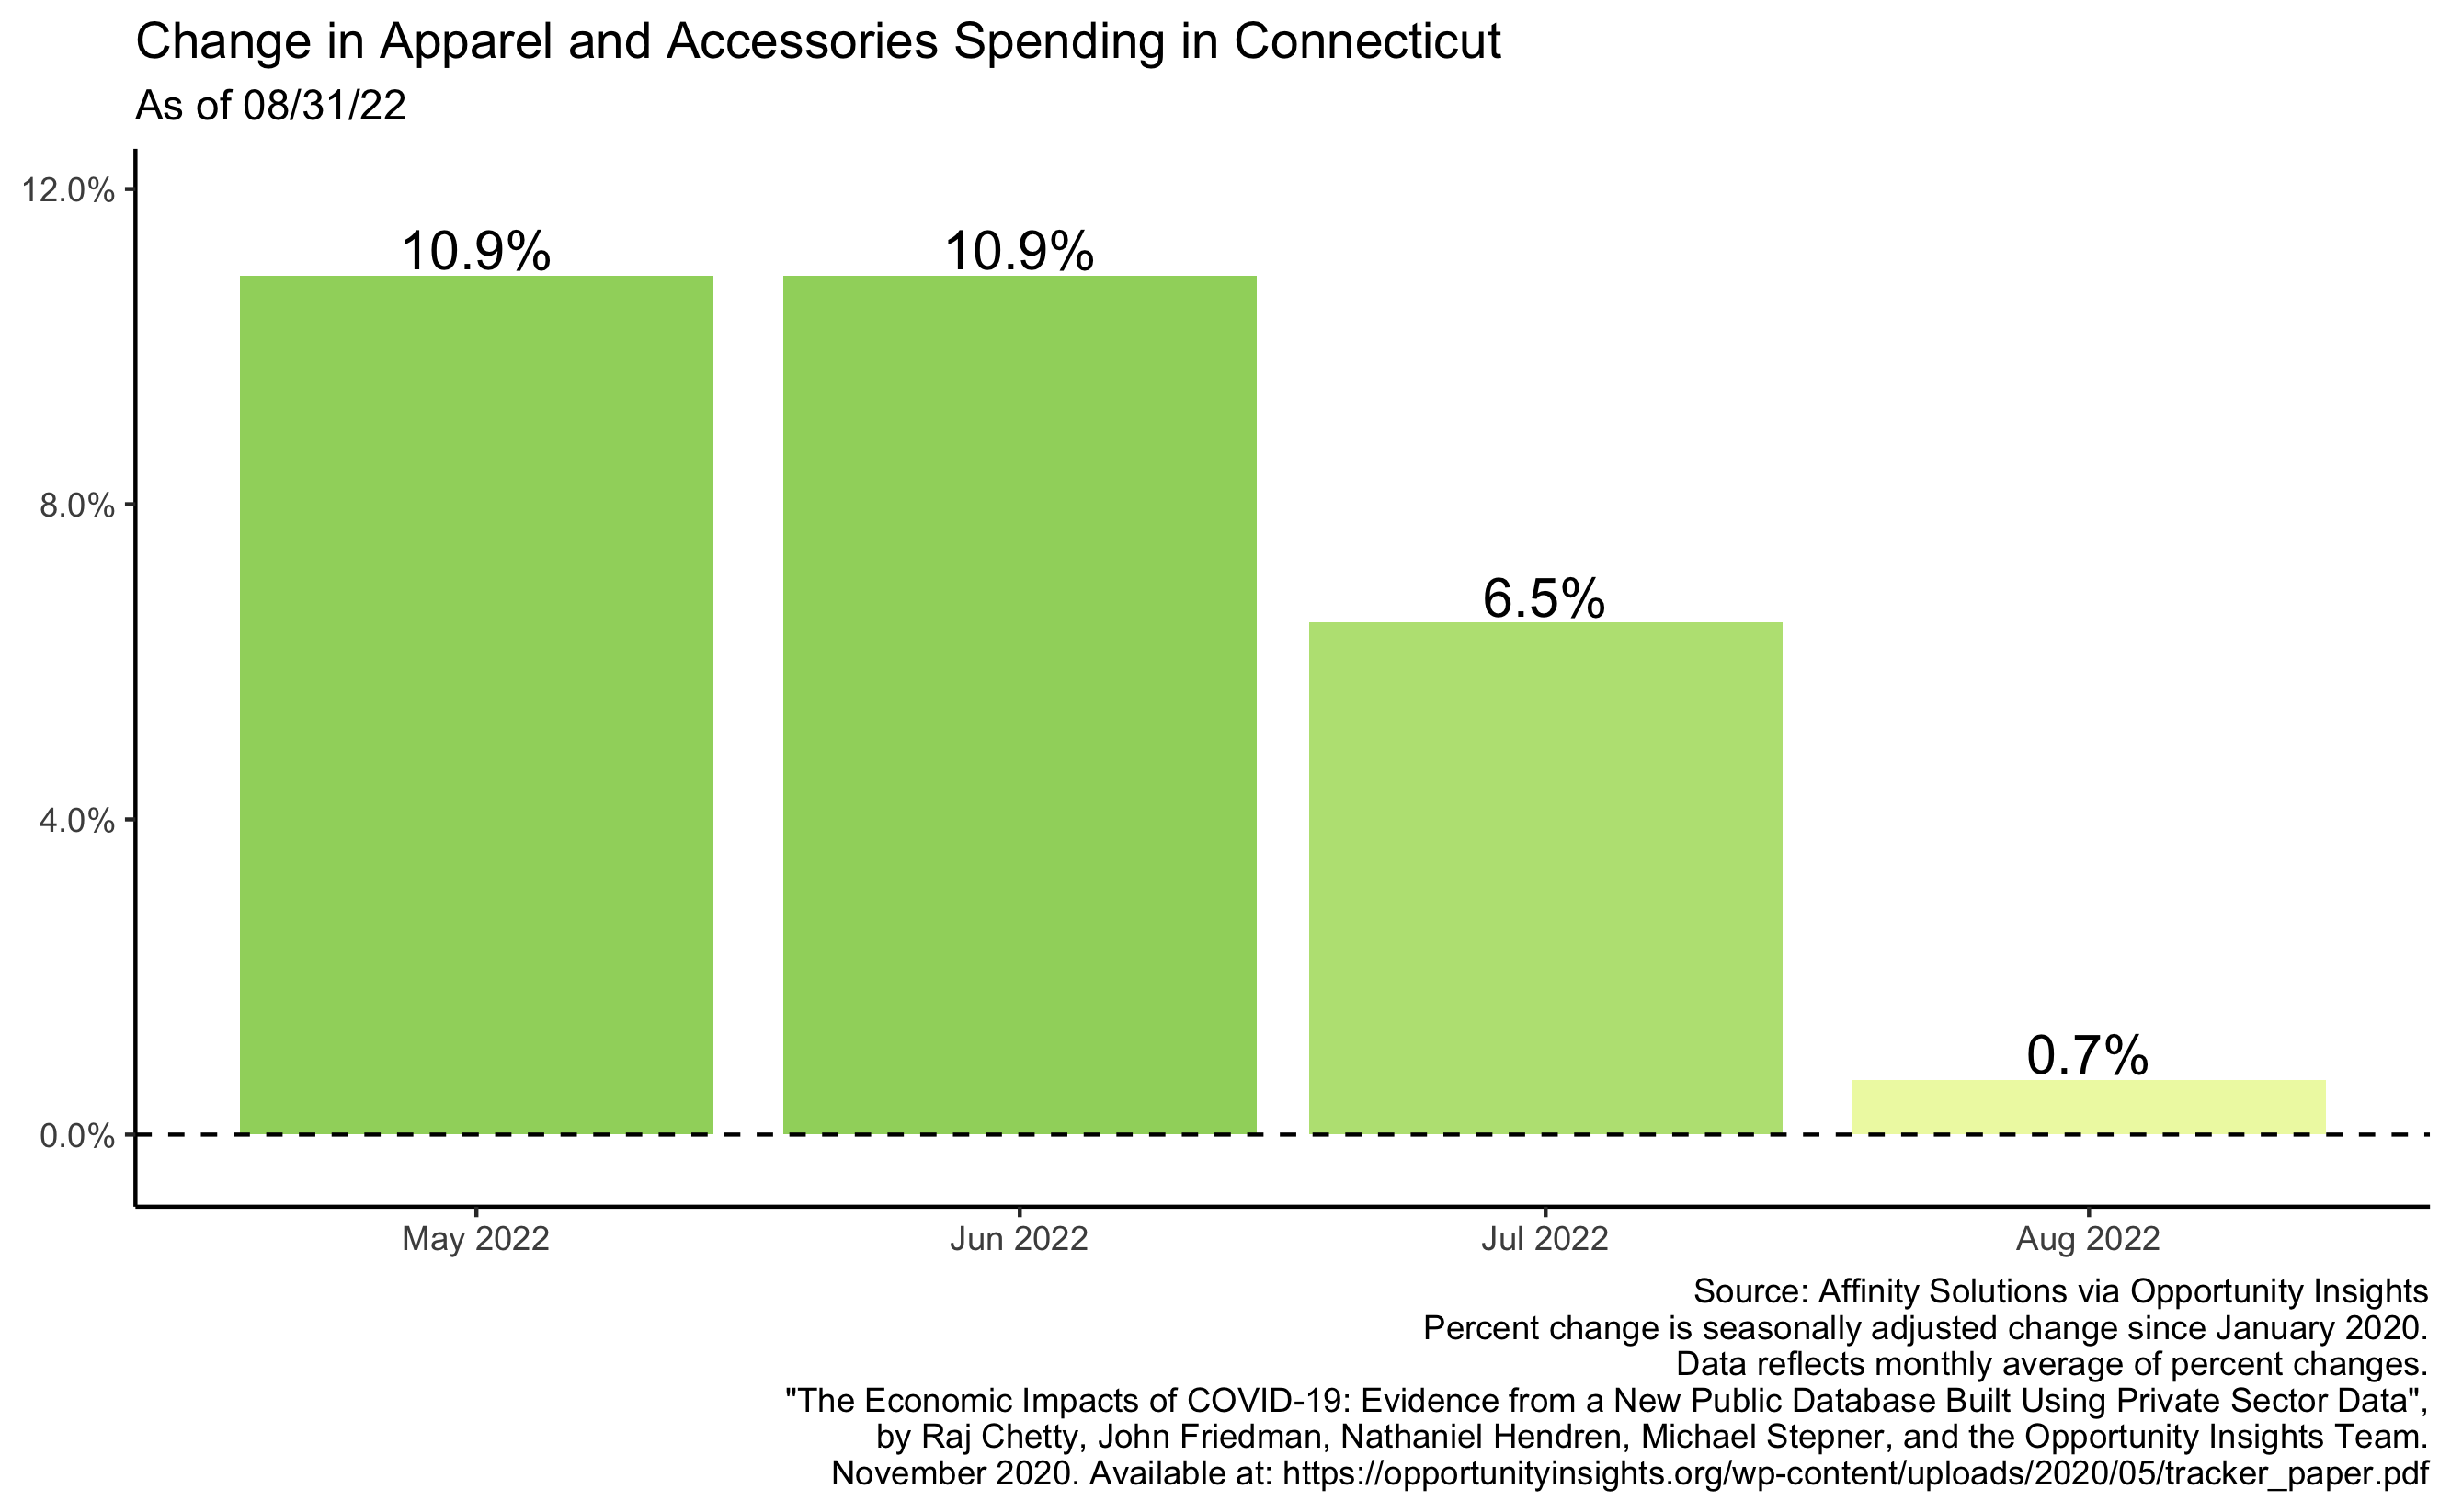 Change in Apparel and Accessories Spending in Connecticut
As of 08/31/22
12.0%
8.0%
4.0%
0.0%
10.9%
10.9%
6.5%
0.7%
May 2022
Jun 2022
Jul 2022
Aug 2022
Source: Affinity Solutions via Opportunity Insights
Percent change is seasonally adjusted change since January 2020.
Data reflects monthly average of percent changes.
"The Economic Impacts of COVID-19: Evidence from a New Public Database Built Using Private Sector Data",
by Raj Chetty, John Friedman, Nathaniel Hendren, Michael Stepner, and the Opportunity Insights Team.
November 2020. Available at: https://opportunityinsights.org/wp-content/uploads/2020/05/tracker_paper.pdf